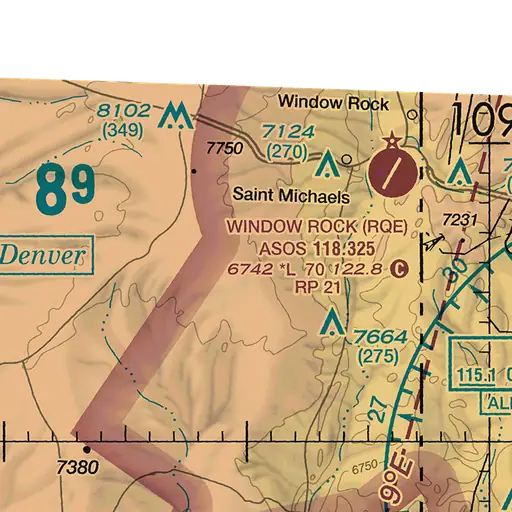 8102
(349)
Window Rock
7124
(270)
109
7750
89
Saint Michaels
7231
WINDOW ROCK (RQE)
ASOS 118.325
6742 *L 70 122.8 C
RP 21
Denver
30
7664
(275)
115.1
27
7380
6750
9°E